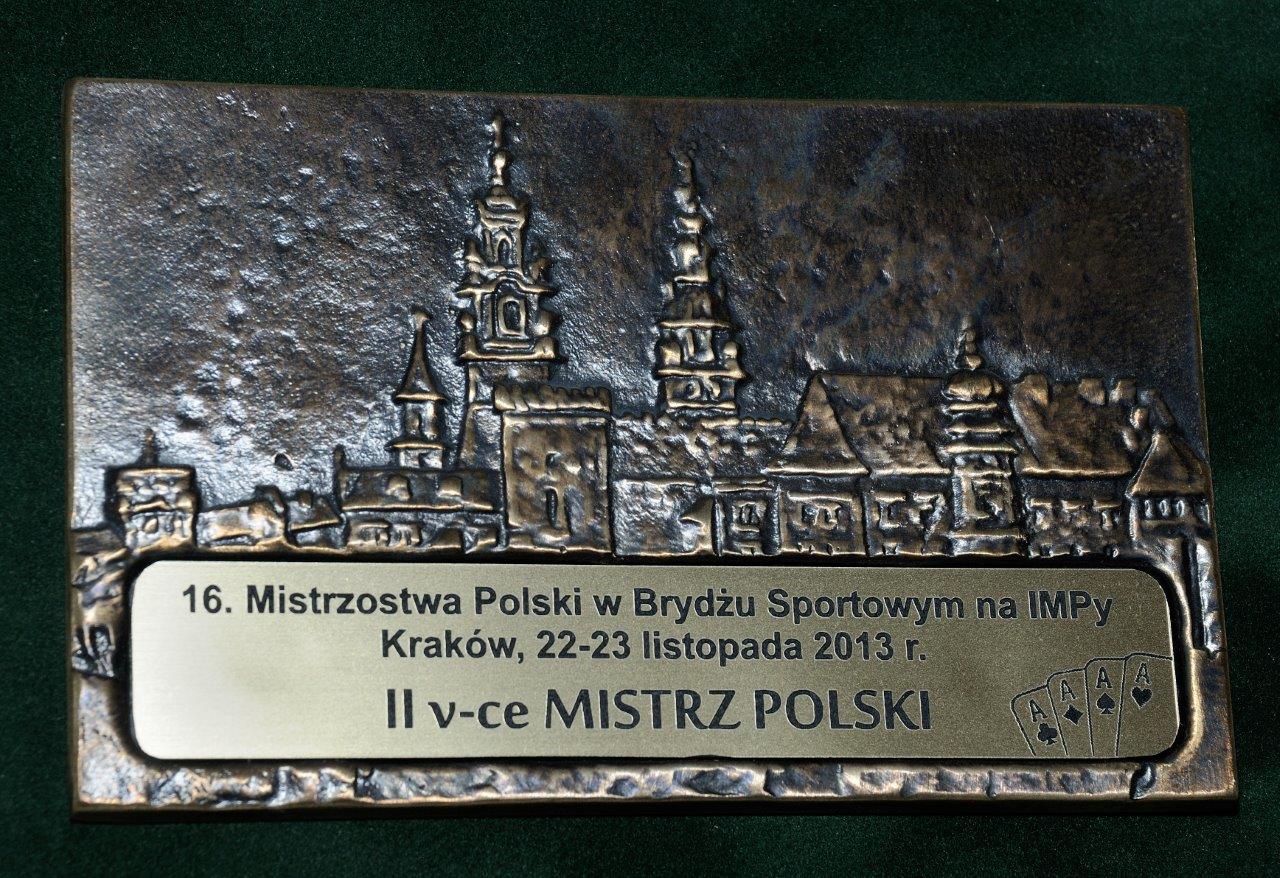 16. Mistrzostwa Polski w Brydżu Sportowym na IMPy
Kraków, 22-23 listopada 2013 r.
II v-ce MISTRZ POLSKI
A A A A